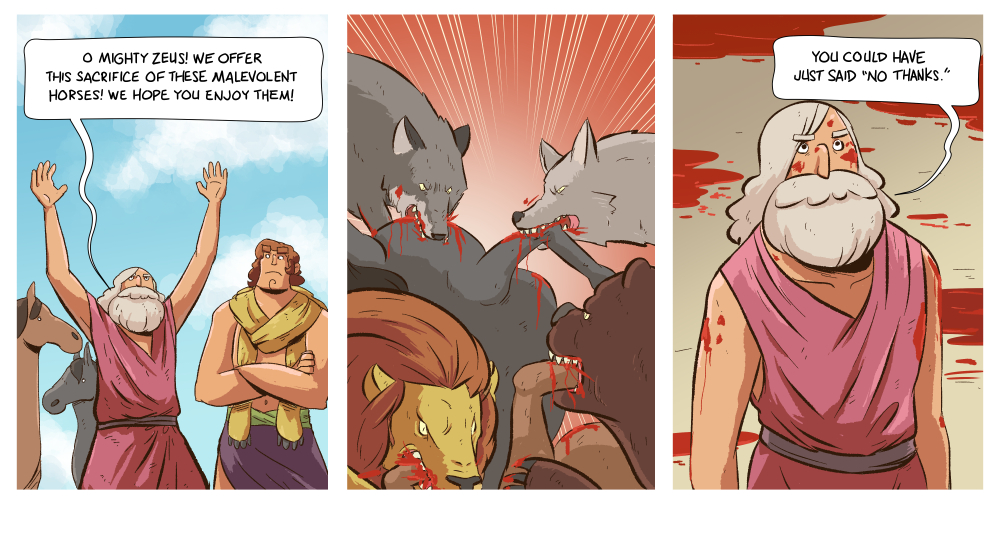 O MIGHTY ZEUS! WE OFFER
THIS SACRIFICE OF THESE MALEVOLENT
HORSES! WE HOPE YOU ENJOY THEM!
YOU COULD HAVE
JUST SAID “NO THANKS.”